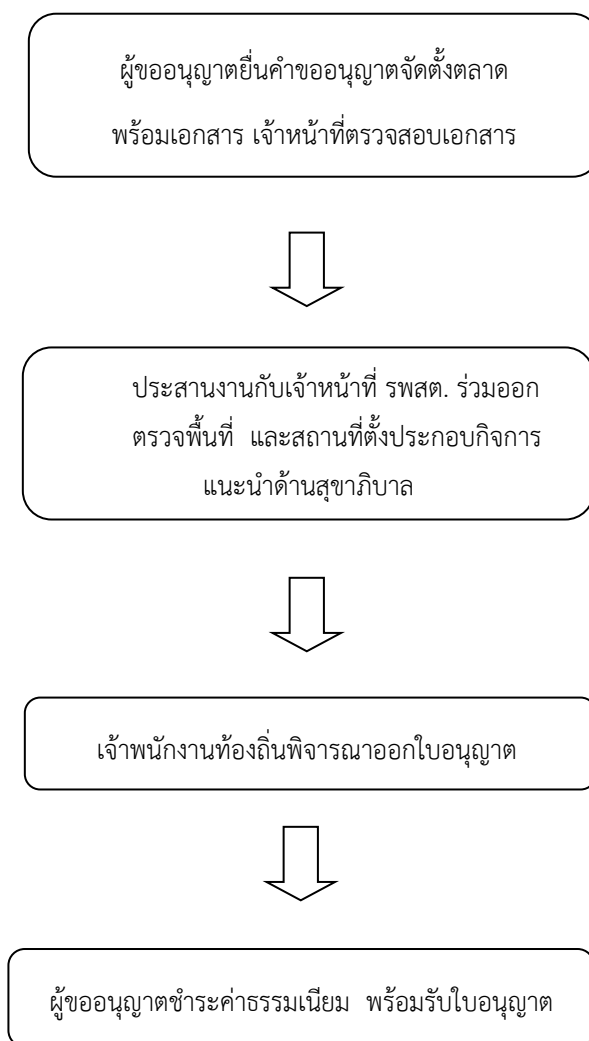 ผู้ขออนุญาตยื่นคำขออนุญาตจัดตั้งตลาด
พร้อมเอกสาร เจ้าหน้าที่ตรวจสอบเอกสาร
ประสานงานกับเจ้าหน้าที่ รพสต. ร่วมออก
ตรวจพื้นที่ และสถานที่ตั้งประกอบกิจการ
แนะนำด้านสุขาภิบาล
เจ้าพนักงานท้องถิ่นพิจารณาออกใบอนุญาต
ผู้ขออนุญาตชำระค่าธรรมเนียม พร้อมรับใบอนุญาต